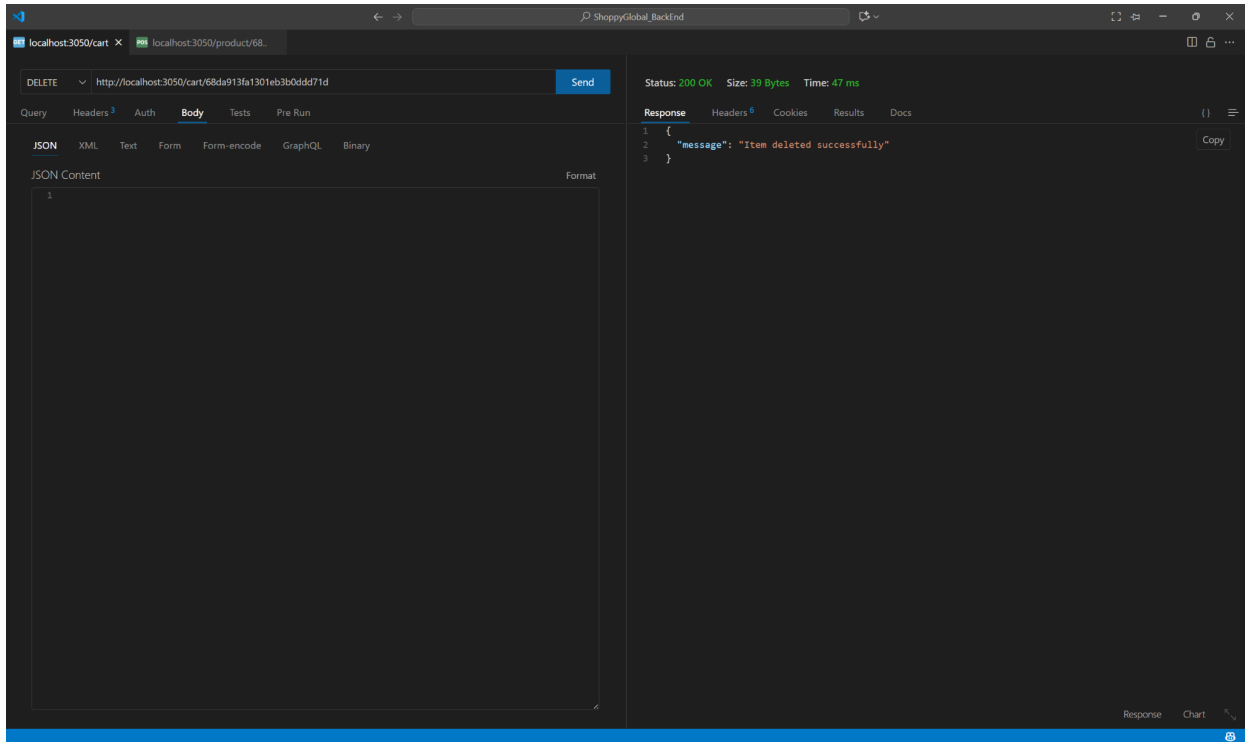 ShoppyGlobal_BackEnd
GET localhost:3050/cart POS localhost:3050/product/68..
DELETE http://localhost:3050/cart/68da913fa1301eb3b0ddd71d Send
Status: 200 OK Size: 39 Bytes Time: 47 ms
Query Headers 3 Auth Body Tests Pre Run
Response Headers 6 Cookies Results Docs {}
JSON XML Text Form Form-encode GraphQL Binary
JSON Content Format
1
1 {
2 "message": "Item deleted successfully"
3 }
Copy
Response Chart